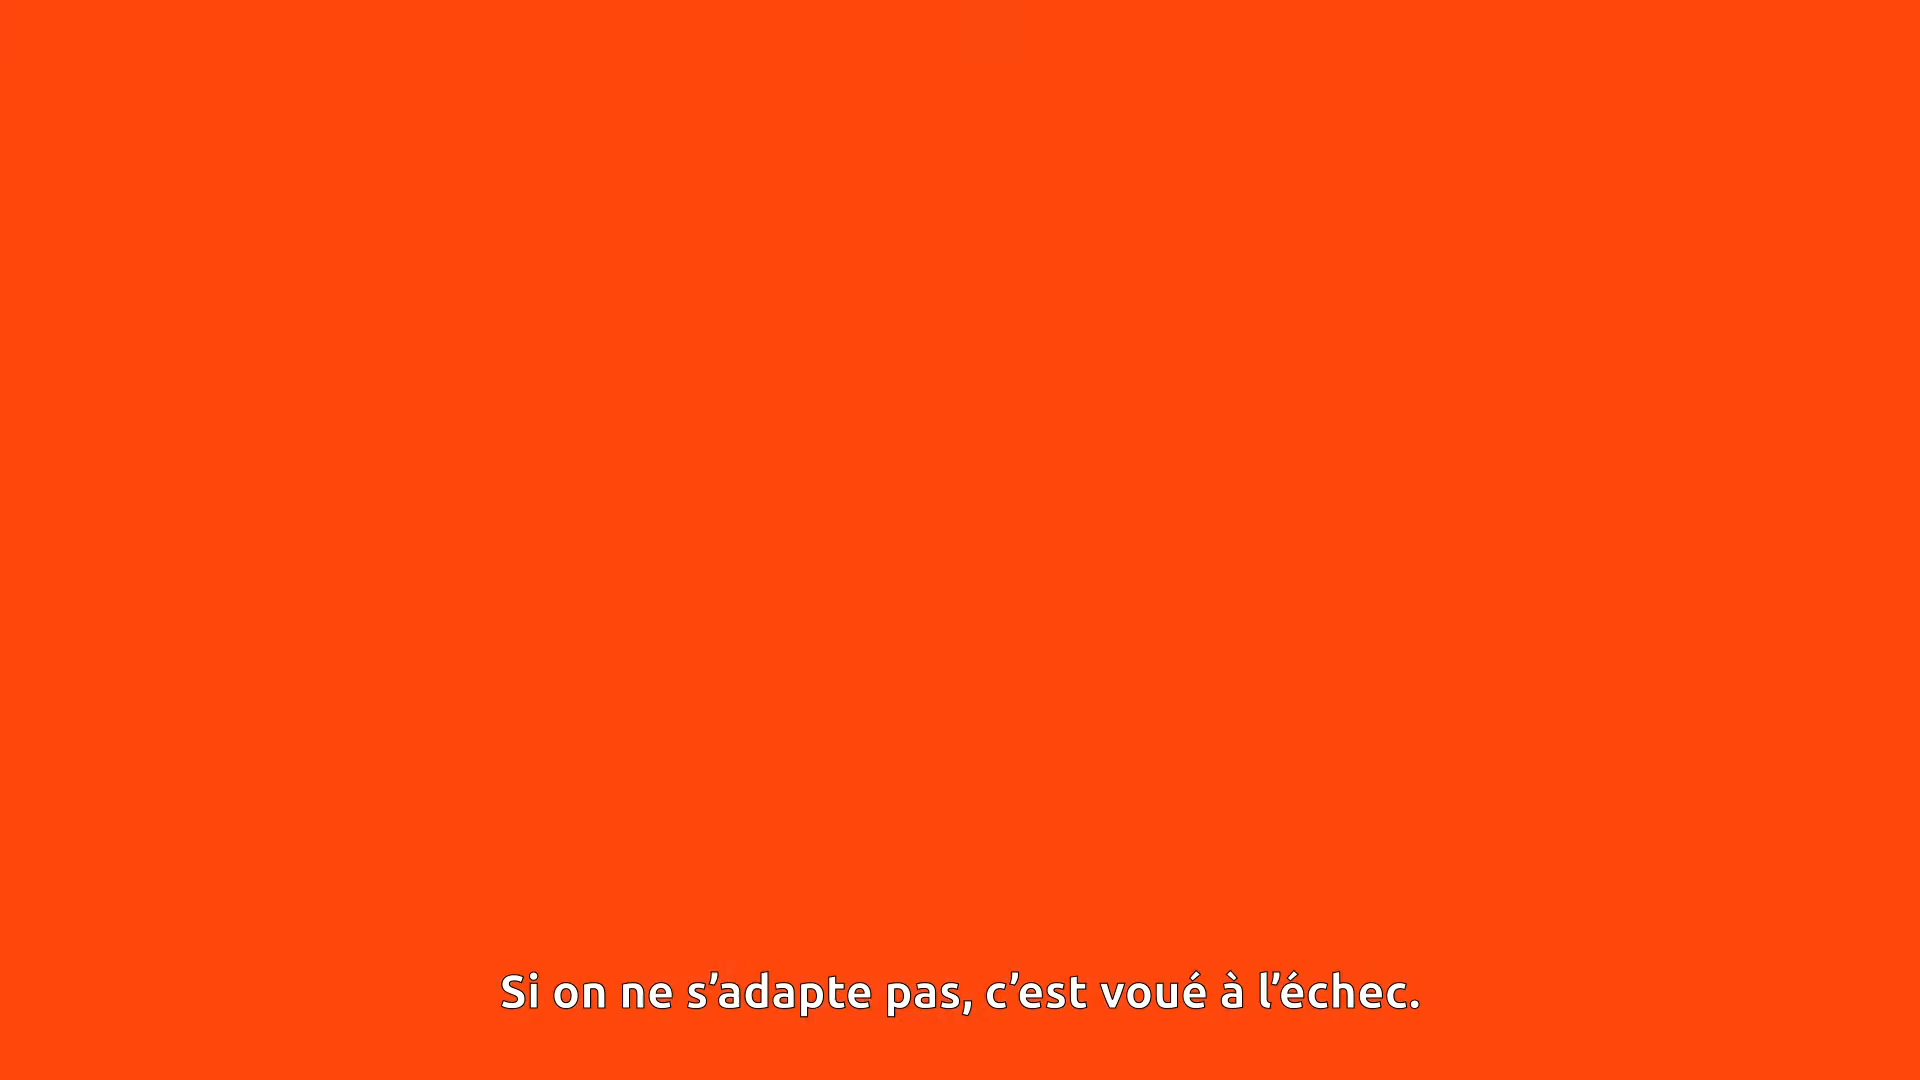 Si on ne s’adapte pas, c’est voué à l’échec.